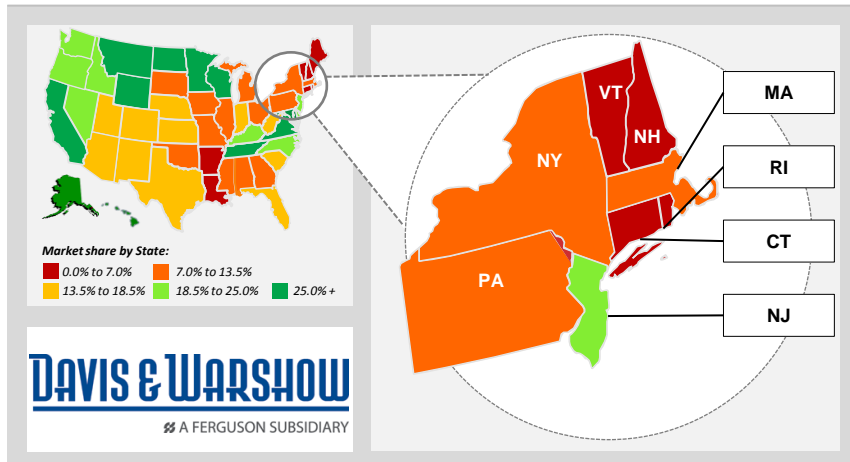 Market share by State:
0.0% to 7.0%
7.0% to 13.5%
13.5% to 18.5%
18.5% to 25.0%
25.0% +
DAVIS & WARSHOW
A FERGUSON SUBSIDIARY
VT
NH
NY
PA
MA
RI
CT
NJ